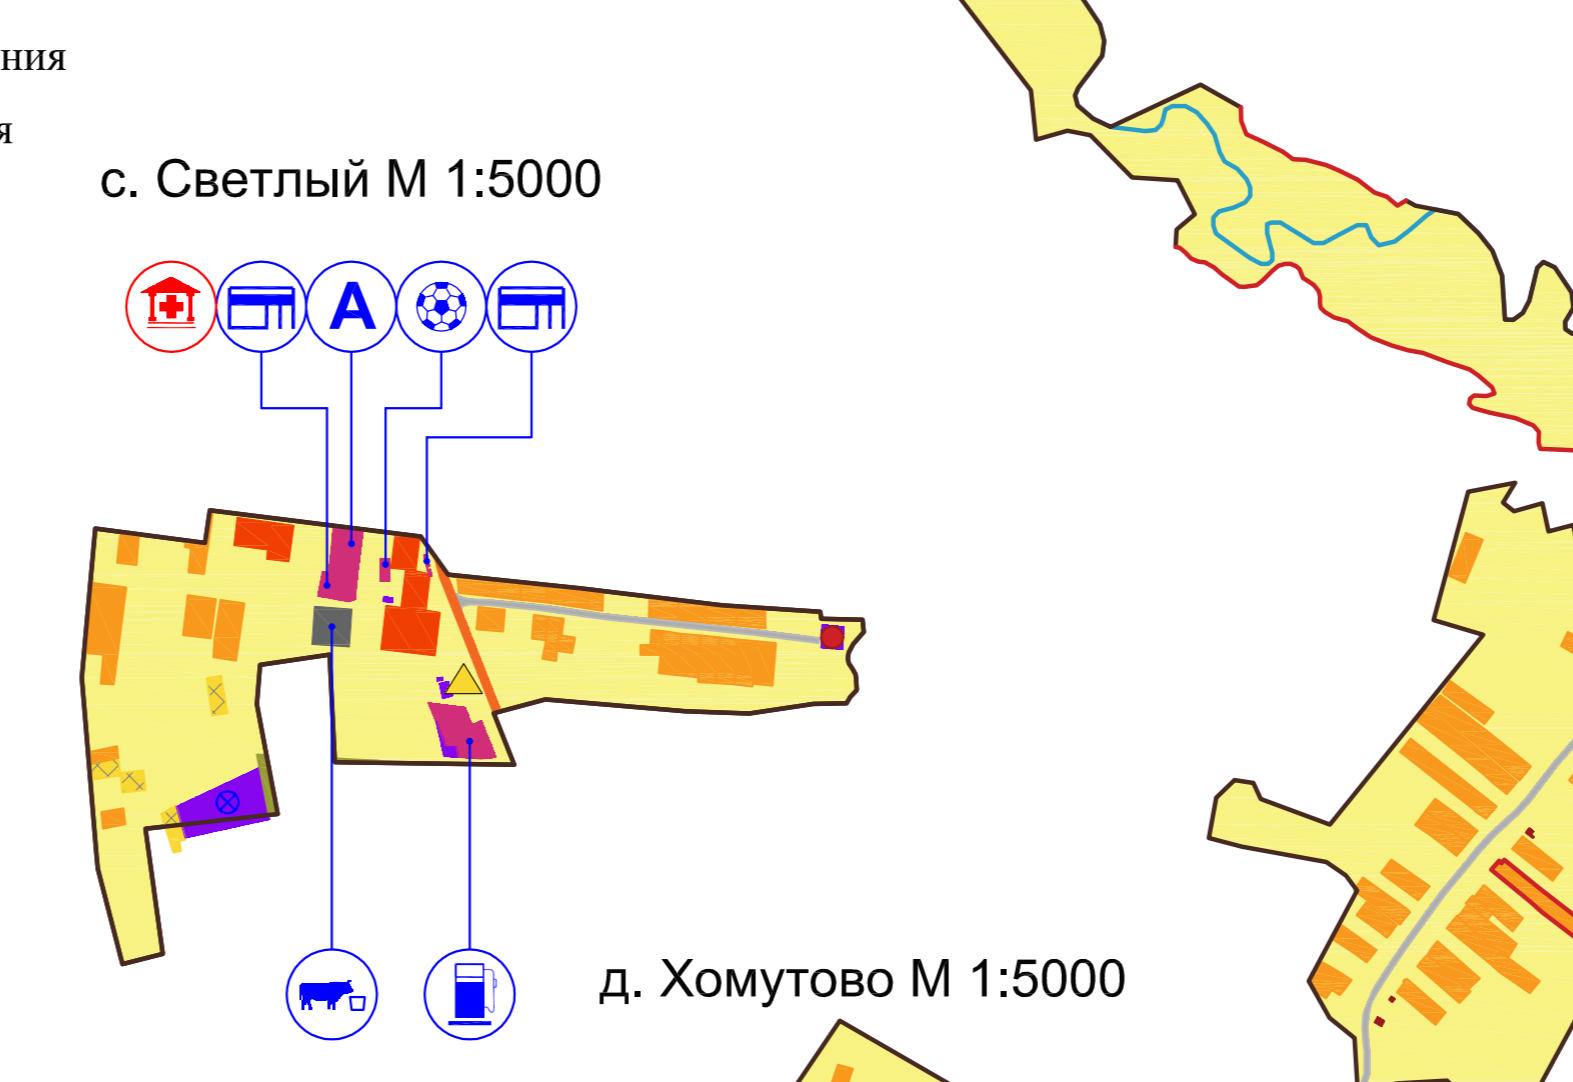 ния
я
с. Светлый М 1:5000
А
д. Хомутово М 1:5000